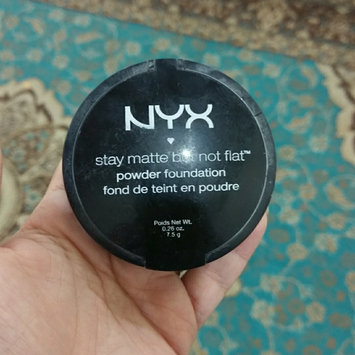 NYX
stay matte but not flat™
powder foundation
fond de teint en poudre
Poids Net Wt.
0.26 oz.
7.5 g